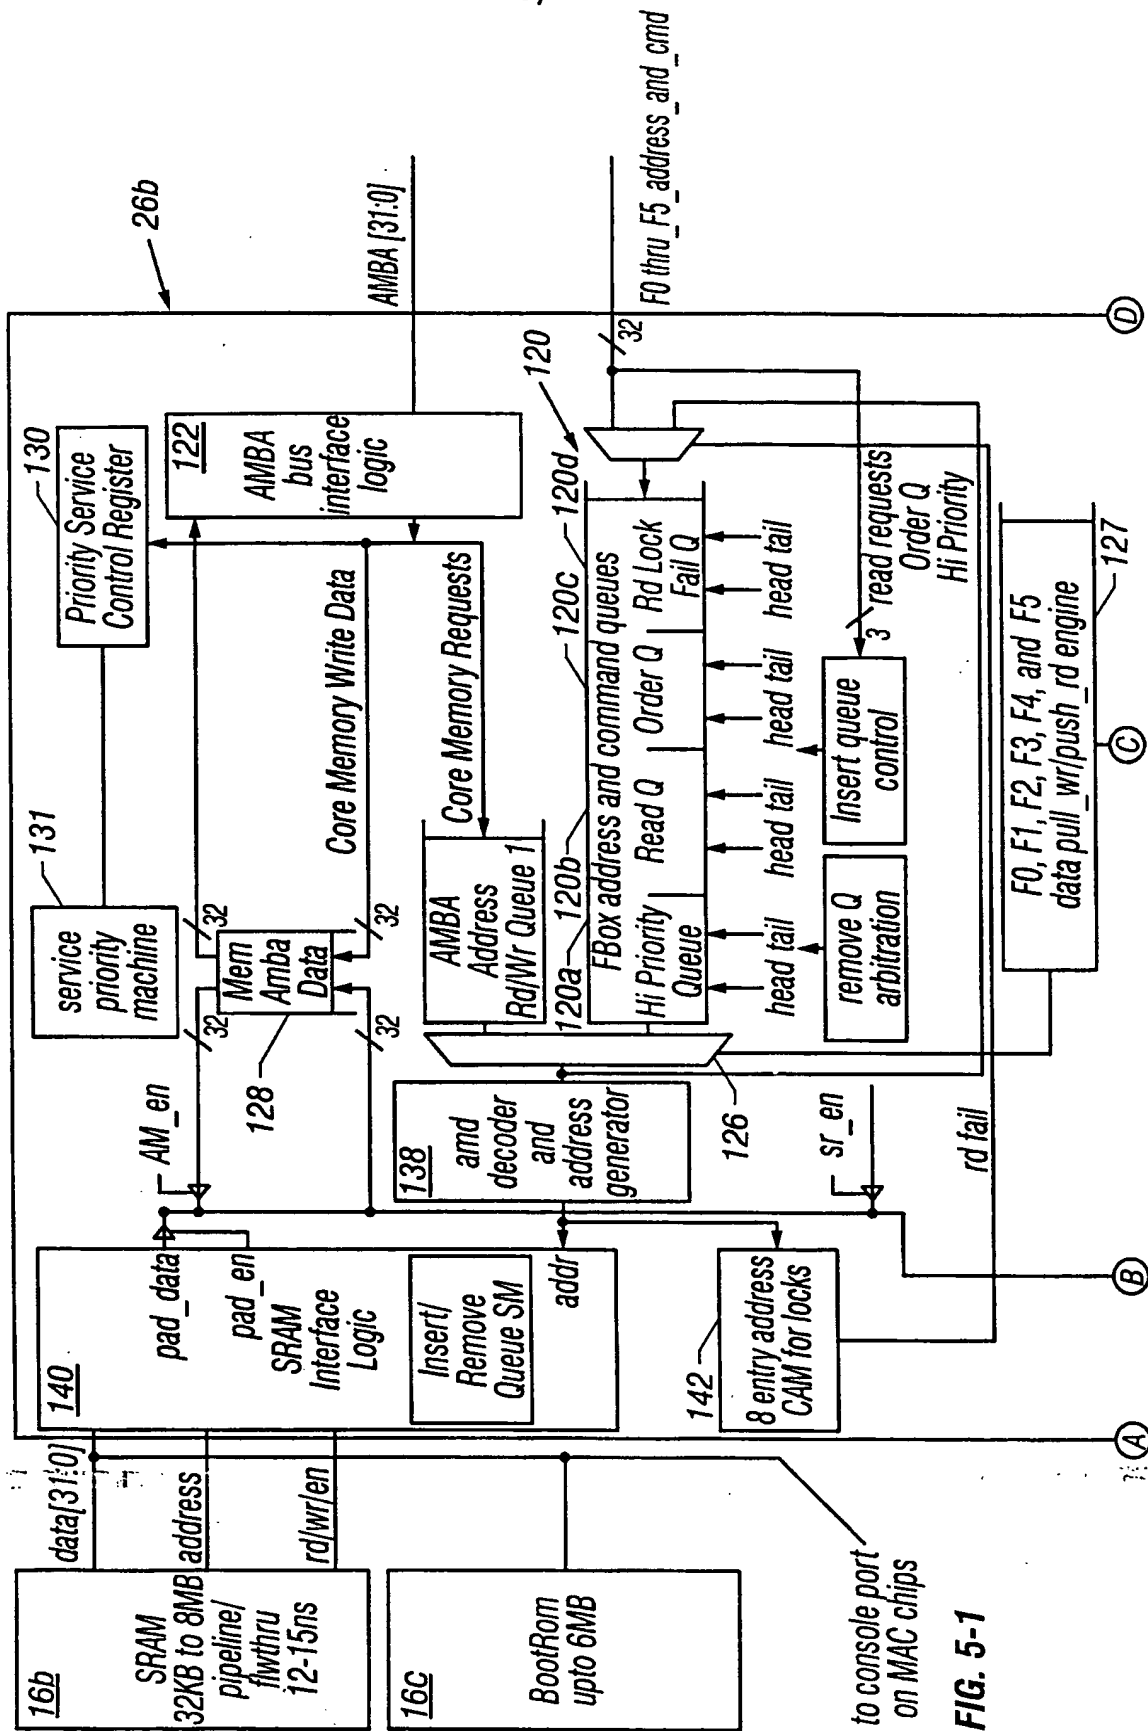 26b
130
Priority Service
Control Register
131
service
priority
machine
122
AMBA
bus
interface
logic
AMBA [31:0]
32
32
Mem
Amba
Data
32
32
128
AM_en
Core Memory Write Data
Core Memory Requests
AMBA
Address
Rd/Wr Queue 1
120
F0 thru F5_address_and_cmd
32
120a
120b
120c
120d
FBox address and command queues
Hi Priority
Queue
Read Q
Order Q
Rd Lock
Fail Q
head tail
head tail
head tail
head tail
remove Q
arbitration
Insert queue
control
3
read requests
Order Q
Hi Priority
F0, F1, F2, F3, F4, and F5
data pull_wr/push_rd engine
127
126
138
amd
decoder
and
address
generator
sr_en
rd fail
pad_data
pad_en
140
SRAM
Interface
Logic
Insert/
Remove
Queue SM
addr
142
8 entry address
CAM for locks
data[31:0]
address
rd/wr/en
16b
SRAM
32KB to 8MB
pipeline/
flwthru
12-15ns
16c
BootRom
upto 6MB
to console port
on MAC chips
A
B
C
D
FIG. 5-1